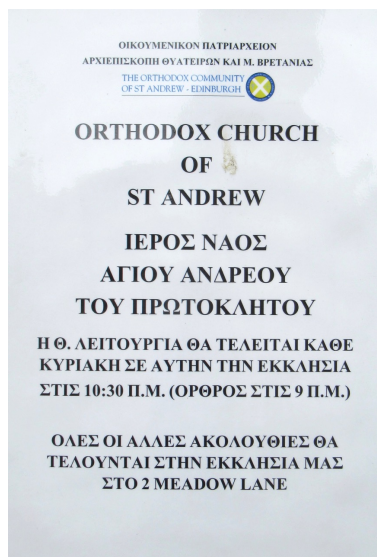 ΟΙΚΟΥΜΕΝΙΚΟΝ ΠΑΤΡΙΑΡΧΕΙΟΝ
ΑΡΧΙΕΠΙΣΚΟΠΗ ΘΥΑΤΕΙΡΩΝ ΚΑΙ Μ. ΒΡΕΤΑΝΙΑΣ
THE ORTHODOX COMMUNITY
OF ST ANDREW - EDINBURGH
ORTHODOX CHURCH
OF
ST ANDREW
ΙΕΡΟΣ ΝΑΟΣ
ΑΓΙΟΥ ΑΝΔΡΕΟΥ
ΤΟΥ ΠΡΩΤΟΚΛΗΤΟΥ
Η Θ. ΛΕΙΤΟΥΡΓΙΑ ΘΑ ΤΕΛΕΙΤΑΙ ΚΑΘΕ
ΚΥΡΙΑΚΗ ΣΕ ΑΥΤΗΝ ΤΗΝ ΕΚΚΛΗΣΙΑ
ΣΤΙΣ 10:30 Π.Μ. (ΟΡΘΡΟΣ ΣΤΙΣ 9 Π.Μ.)
ΟΛΕΣ ΟΙ ΑΛΛΕΣ ΑΚΟΛΟΥΘΙΕΣ ΘΑ
ΤΕΛΟΥΝΤΑΙ ΣΤΗΝ ΕΚΚΛΗΣΙΑ ΜΑΣ
ΣΤΟ 2 MEADOW LANE